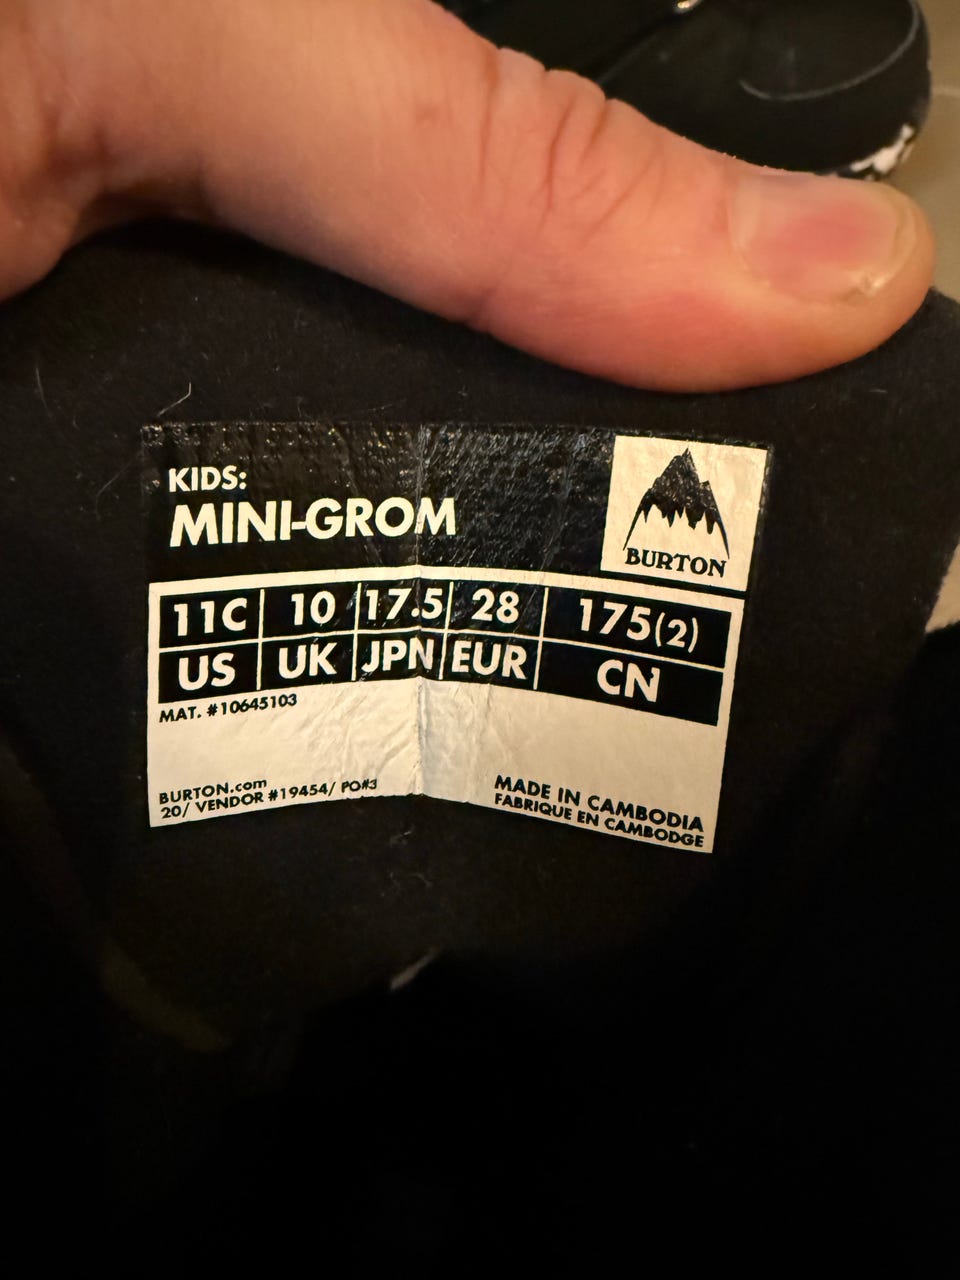 KIDS:
MINI-GROM
BURTON
11C 10 17.5 28 175(2)
US UK JPN EUR CN
MAT. #10645103
BURTON.com
20/ VENDOR #19454/ PO#3
MADE IN CAMBODIA
FABRIQUE EN CAMBODGE